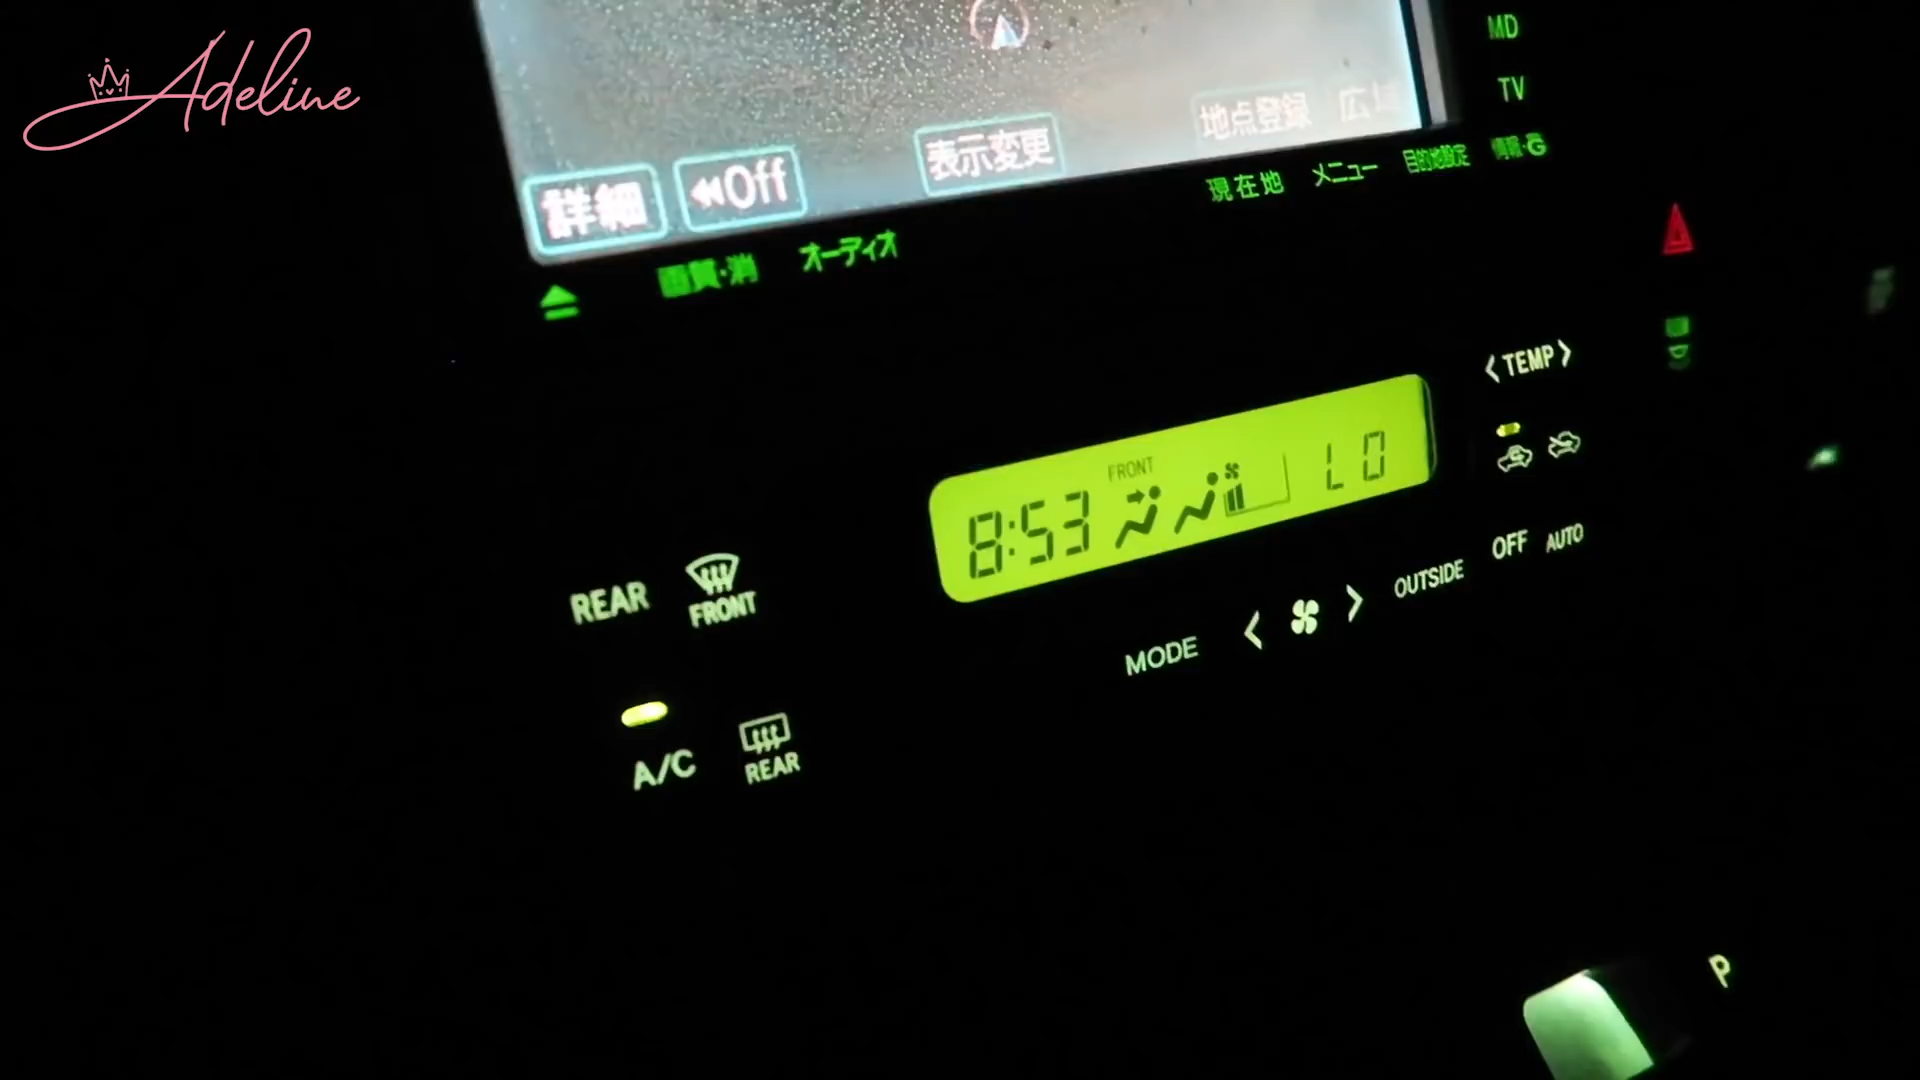 Adeline
MD
TV
地点登録
広
表示変更
詳細
Off
情報・G
目的地設定
メニュー
現在地
オーディオ
画質・消
<TEMP>
FRONT
8:53
LO
OFF
AUTO
OUTSIDE
REAR
FRONT
MODE
A/C
REAR
P